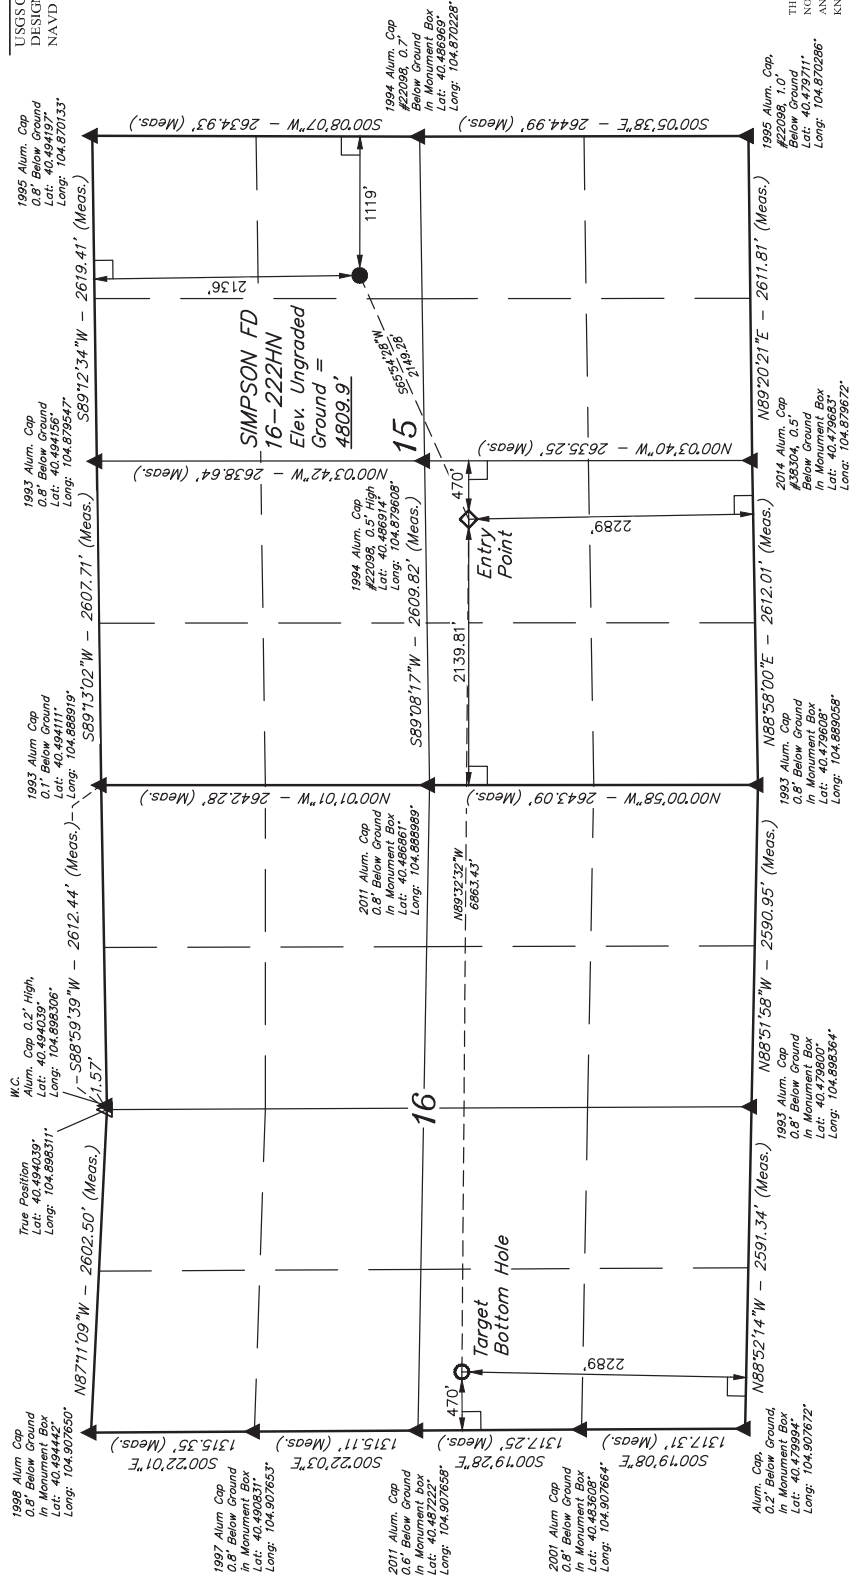 USGS
DESIG
NAVD
TH
NO
AN
KN
1998 Alum Cap
0.8' Below Ground
In Monument Box
Lat: 40.494442°
Long: 104.907650°
N87°11'09"W - 2602.50' (Meas.)
True Position
Lat: 40.494039°
Long: 104.898311°
W.C.
Alum. Cap 0.2' High,
Lat: 40.494039°
Long: 104.898306°
1.57'
S88°59'39"W - 2612.44' (Meas.)
1993 Alum Cap
0.1' Below Ground
Lat: 40.494111°
Long: 104.888919°
S89°13'02"W - 2607.71' (Meas.)
1993 Alum. Cap
0.8' Below Ground
Lat: 40.494156°
Long: 104.879547°
S89°12'34"W - 2619.41' (Meas.)
1995 Alum. Cap
0.8' Below Ground
Lat: 40.494197°
Long: 104.870133°
S00°22'01"E
1315.35' (Meas.)
1997 Alum Cap
0.8' Below Ground
in Monument Box
Lat: 40.490831°
Long: 104.907653°
S00°22'03"E
1315.11' (Meas.)
2011 Alum. Cap
0.6' Below Ground
In Monument box
Lat: 40.487222°
Long: 104.907658°
S00°19'28"E
1317.25' (Meas.)
2001 Alum Cap
0.8' Below Ground
In Monument Box
Lat: 40.483608°
Long: 104.907664°
S00°19'08"E
1317.31' (Meas.)
Alum. Cap,
0.2' Below Ground,
In Monument Box
Lat: 40.479994°
Long: 104.907672°
N00°01'01"W - 2642.28' (Meas.)
2011 Alum. Cap
0.8' Below Ground
In Monument Box
Lat: 40.486861°
Long: 104.888989°
N00°00'58"W - 2643.09' (Meas.)
N00°03'42"W - 2638.64' (Meas.)
1994 Alum. Cap
#22098, 0.5' High
Lat: 40.486914°
Long: 104.879608°
N00°03'40"W - 2635.25' (Meas.)
S00°08'07"W - 2634.93' (Meas.)
1994 Alum. Cap
#22098, 0.7'
Below Ground
In Monument Box
Lat: 40.486969°
Long: 104.870228°
S00°05'38"E - 2644.99' (Meas.)
SIMPSON FD
16-222HN
Elev. Ungraded
Ground =
4809.9'
2136'
1119'
S65°54'28"W
2149.28'
15
16
S89°08'17"W - 2609.82' (Meas.)
470'
Entry
Point
2289'
2139.81'
N89°32'32"W
6863.43'
Target
Bottom Hole
470'
2289'
N88°52'14"W - 2591.34' (Meas.)
1993 Alum. Cap
0.8' Below Ground
In Monument Box
Lat: 40.479800°
Long: 104.898364°
N88°51'58"W - 2590.95' (Meas.)
1993 Alum. Cap
0.8' Below Ground
In Monument Box
Lat: 40.479608°
Long: 104.889058°
N88°58'00"E - 2612.01' (Meas.)
2014 Alum. Cap
#38304, 0.5'
Below Ground
In Monument Box
Lat: 40.479683°
Long: 104.879672°
N89°20'21"E - 2611.81' (Meas.)
1995 Alum. Cap,
#22098, 1.0'
Below Ground
Lat: 40.479711°
Long: 104.870286°